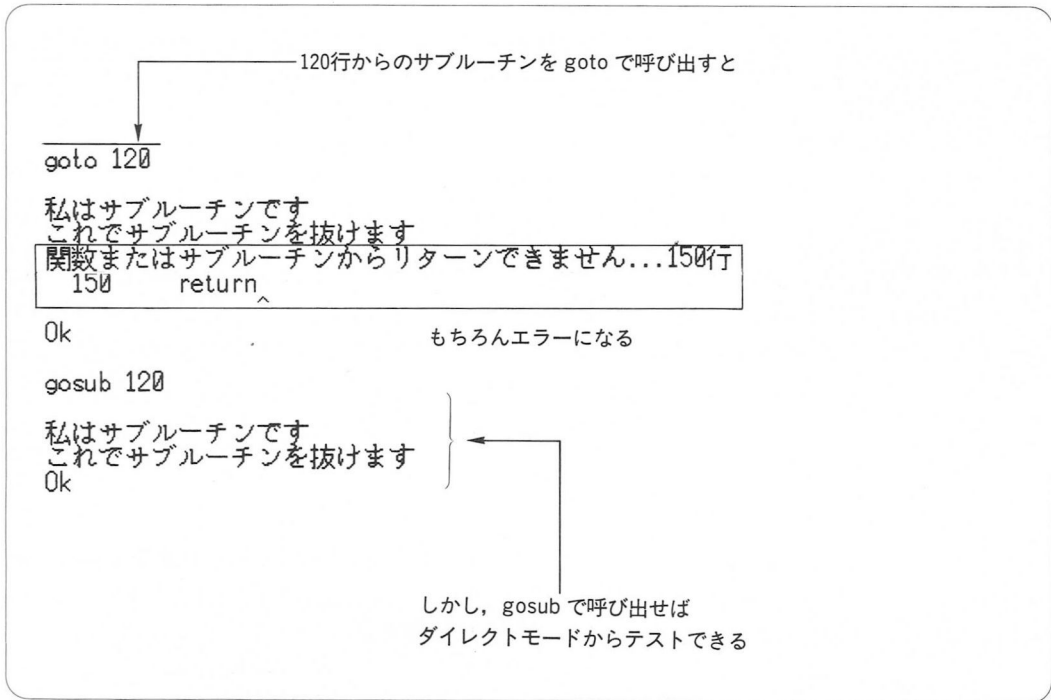 120行からのサブルーチンを goto で呼び出すと
goto 120
私はサブルーチンです
これでサブルーチンを抜けます
関数またはサブルーチンからリターンできません...150行
150 return
^
Ok
もちろんエラーになる
gosub 120
私はサブルーチンです
これでサブルーチンを抜けます
Ok
しかし，gosub で呼び出せば
ダイレクトモードからテストできる